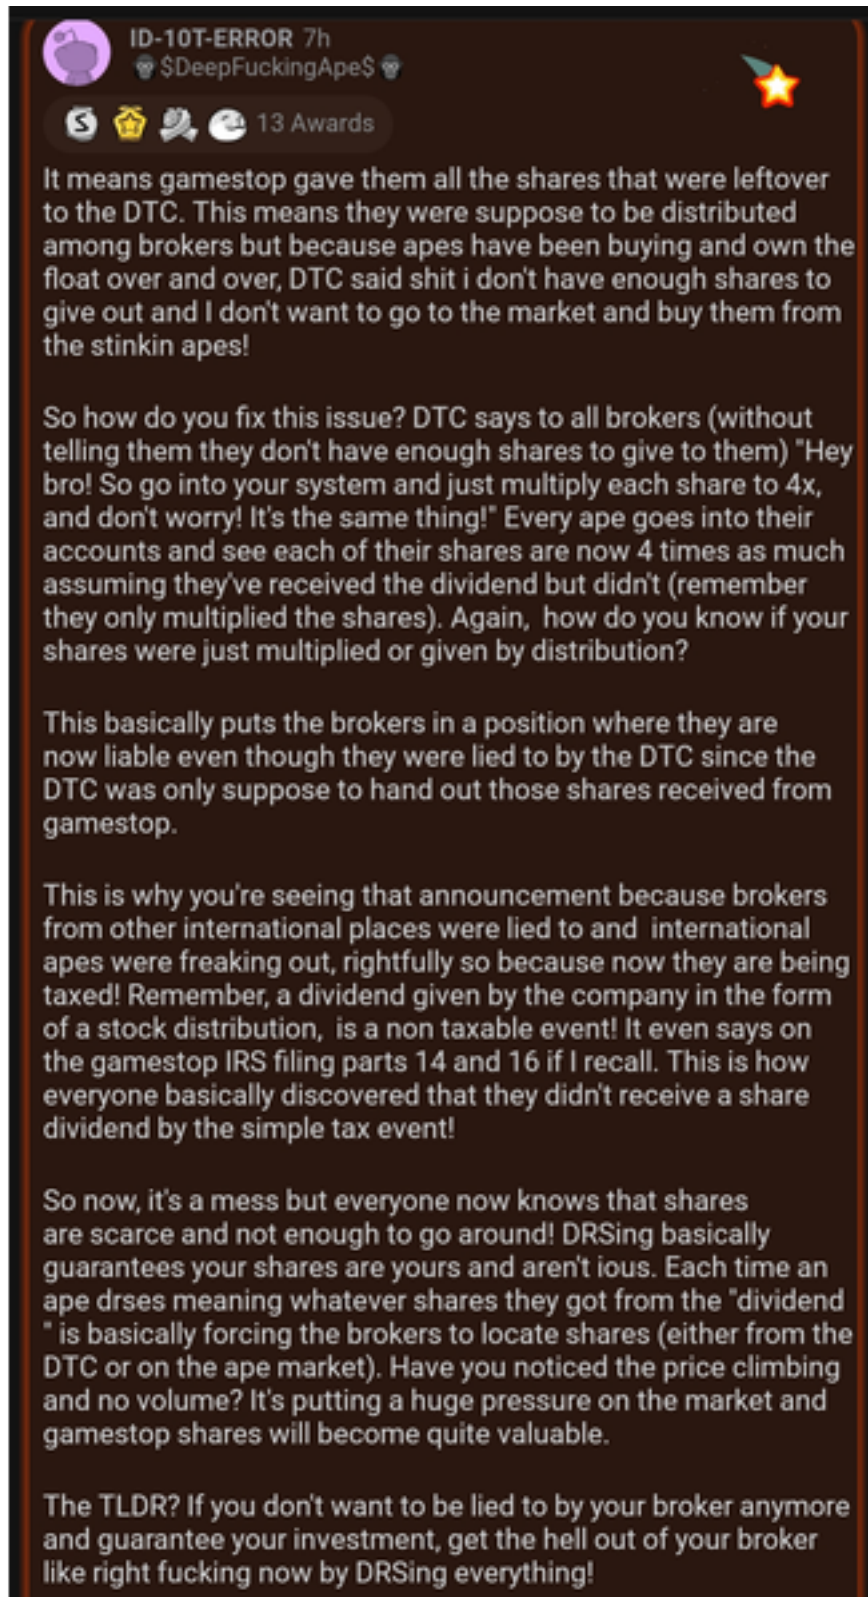 ID-10T-ERROR 7h
$DeepFuckingApe$
13 Awards
It means gamestop gave them all the shares that were leftover
to the DTC. This means they were suppose to be distributed
among brokers but because apes have been buying and own the
float over and over, DTC said shit i don't have enough shares to
give out and I don't want to go to the market and buy them from
the stinkin apes!
So how do you fix this issue? DTC says to all brokers (without
telling them they don't have enough shares to give to them) "Hey
bro! So go into your system and just multiply each share to 4x,
and don't worry! It's the same thing!" Every ape goes into their
accounts and see each of their shares are now 4 times as much
assuming they've received the dividend but didn't (remember
they only multiplied the shares). Again,  how do you know if your
shares were just multiplied or given by distribution?
This basically puts the brokers in a position where they are
now liable even though they were lied to by the DTC since the
DTC was only suppose to hand out those shares received from
gamestop.
This is why you're seeing that announcement because brokers
from other international places were lied to and  international
apes were freaking out, rightfully so because now they are being
taxed! Remember, a dividend given by the company in the form
of a stock distribution,  is a non taxable event! It even says on
the gamestop IRS filing parts 14 and 16 if I recall. This is how
everyone basically discovered that they didn't receive a share
dividend by the simple tax event!
So now, it's a mess but everyone now knows that shares
are scarce and not enough to go around! DRSing basically
guarantees your shares are yours and aren't ious. Each time an
ape drses meaning whatever shares they got from the "dividend
" is basically forcing the brokers to locate shares (either from the
DTC or on the ape market). Have you noticed the price climbing
and no volume? It's putting a huge pressure on the market and
gamestop shares will become quite valuable.
The TLDR? If you don't want to be lied to by your broker anymore
and guarantee your investment, get the hell out of your broker
like right fucking now by DRSing everything!